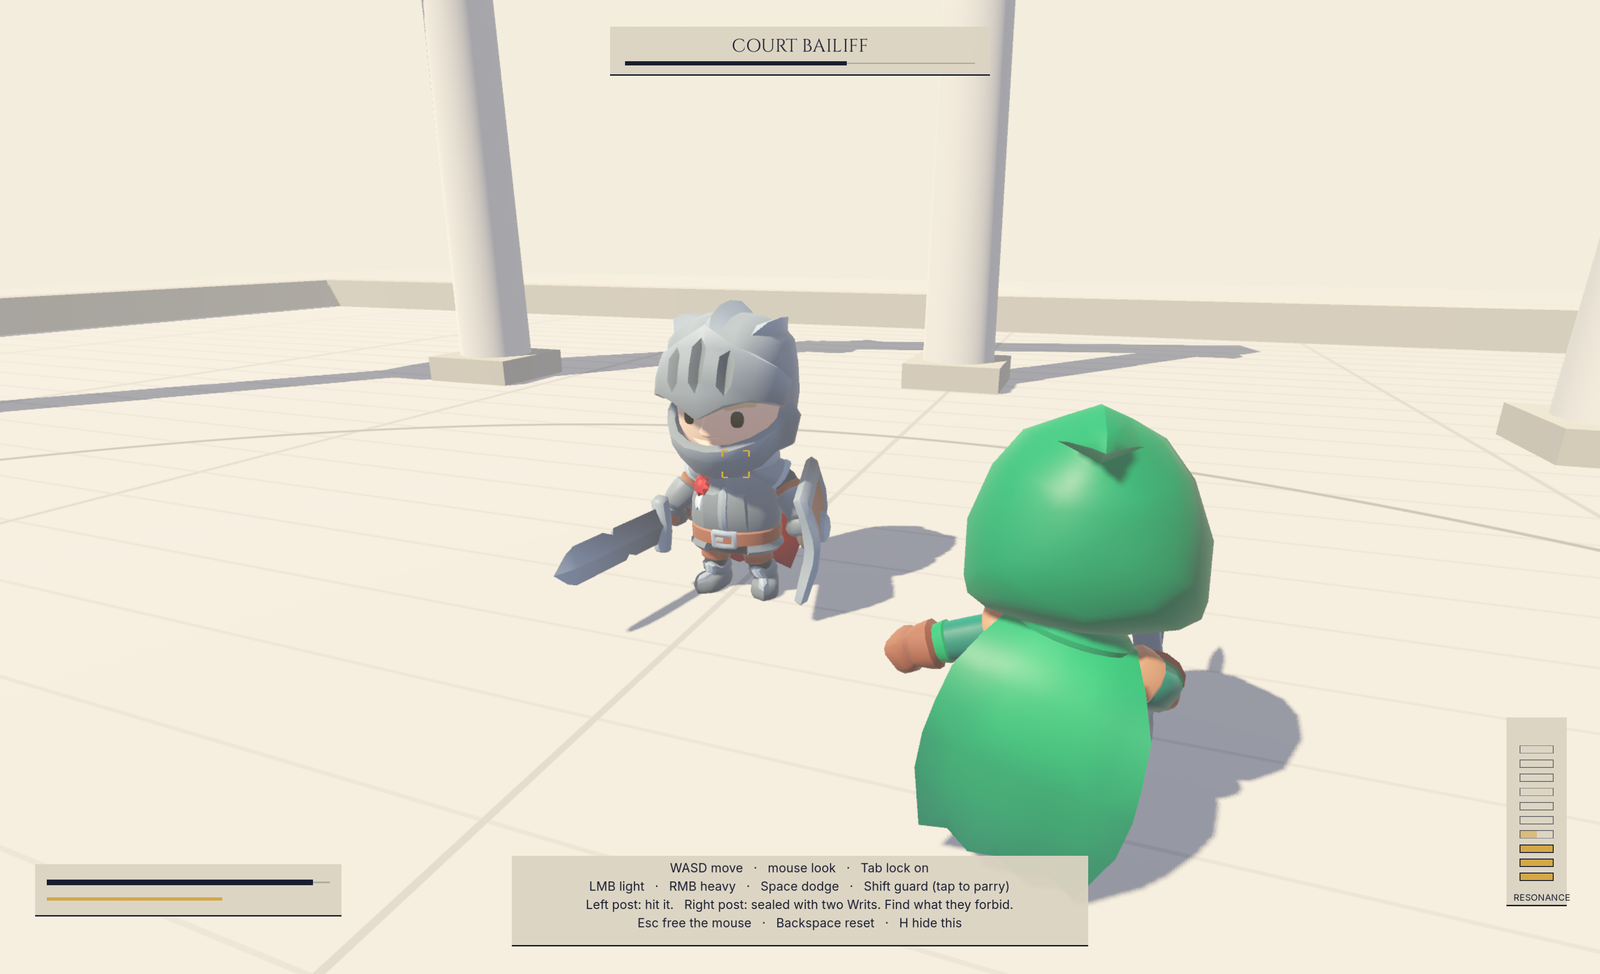 COURT BAILIFF
WASD move · mouse look · Tab lock on
LMB light · RMB heavy · Space dodge · Shift guard (tap to parry)
Left post: hit it. Right post: sealed with two Writs. Find what they forbid.
Esc free the mouse · Backspace reset · H hide this
RESONANCE